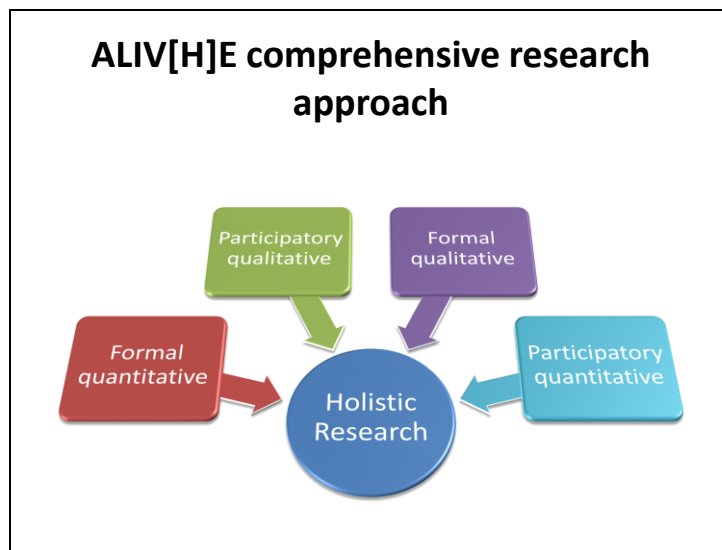 ALIV[H]E comprehensive research
approach
Participatory
qualitative
Formal
qualitative
Formal
quantitative
Participatory
quantitative
Holistic
Research